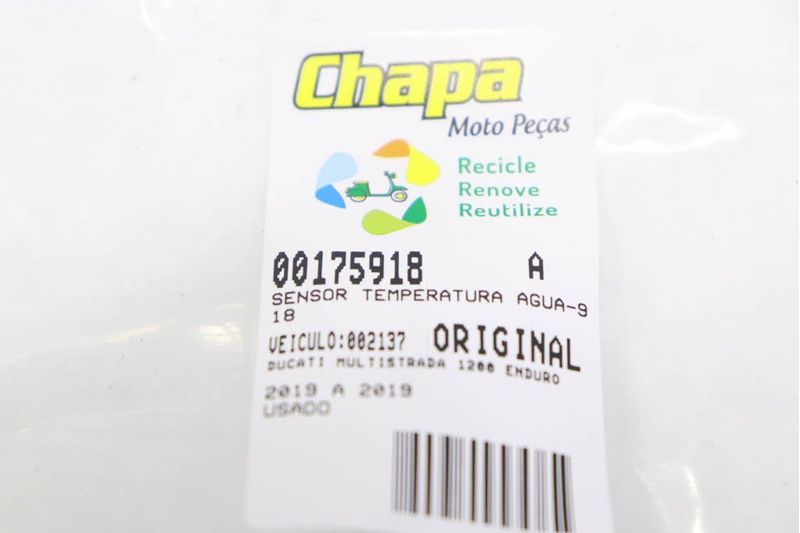 Chapa
Moto Peças
Recicle
Renove
Reutilize
00175918 A
SENSOR TEMPERATURA AGUA-9
18
VEICULO:002137 ORIGINAL
DUCATI MULTISTRADA 1200 ENDURO
2019 A 2019
USADO